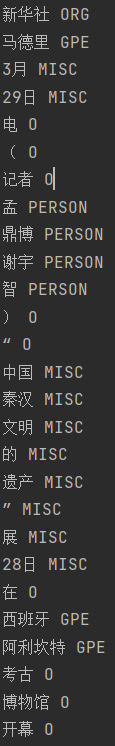 新华社 ORG
马德里 GPE
3月 MISC
29日 MISC
电 O
（ O
记者 O
孟 PERSON
鼎博 PERSON
谢宇 PERSON
智 PERSON
） O
“ O
中国 MISC
秦汉 MISC
文明 MISC
的 MISC
遗产 MISC
” MISC
展 MISC
28日 MISC
在 O
西班牙 GPE
阿利坎特 GPE
考古 O
博物馆 O
开幕 O